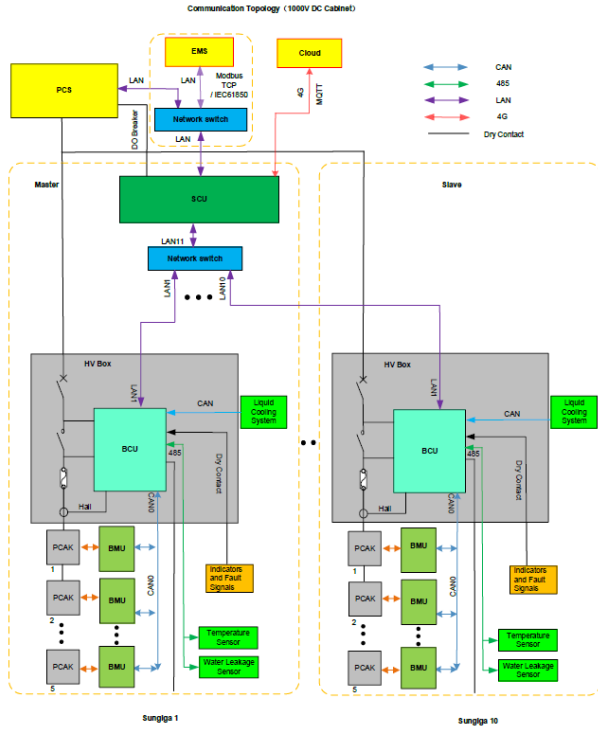 Communication Topology（1000V DC Cabinet）
EMS
Cloud
CAN
PCS
LAN
LAN
Modbus
TCP
/ IEC61850
4G
MQTT
485
LAN
4G
Dry Contact
Network switch
DO Breaker
LAN
Master
Slave
SCU
LAN11
Network switch
LAN1
LAN10
HV Box
HV Box
LAN1
LAN1
CAN
Liquid
Cooling
System
CAN
Liquid
Cooling
System
BCU
BCU
485
485
Dry Contact
Dry Contact
Hall
Hall
CAN0
CAN0
PCAK
BMU
1
PCAK
BMU
2
PCAK
BMU
5
CAN0
Indicators
and Fault
Signals
Temperature
Sensor
Water Leakage
Sensor
PCAK
BMU
1
PCAK
BMU
2
PCAK
BMU
5
CAN0
Indicators
and Fault
Signals
Temperature
Sensor
Water Leakage
Sensor
Sungiga 1
Sungiga 10